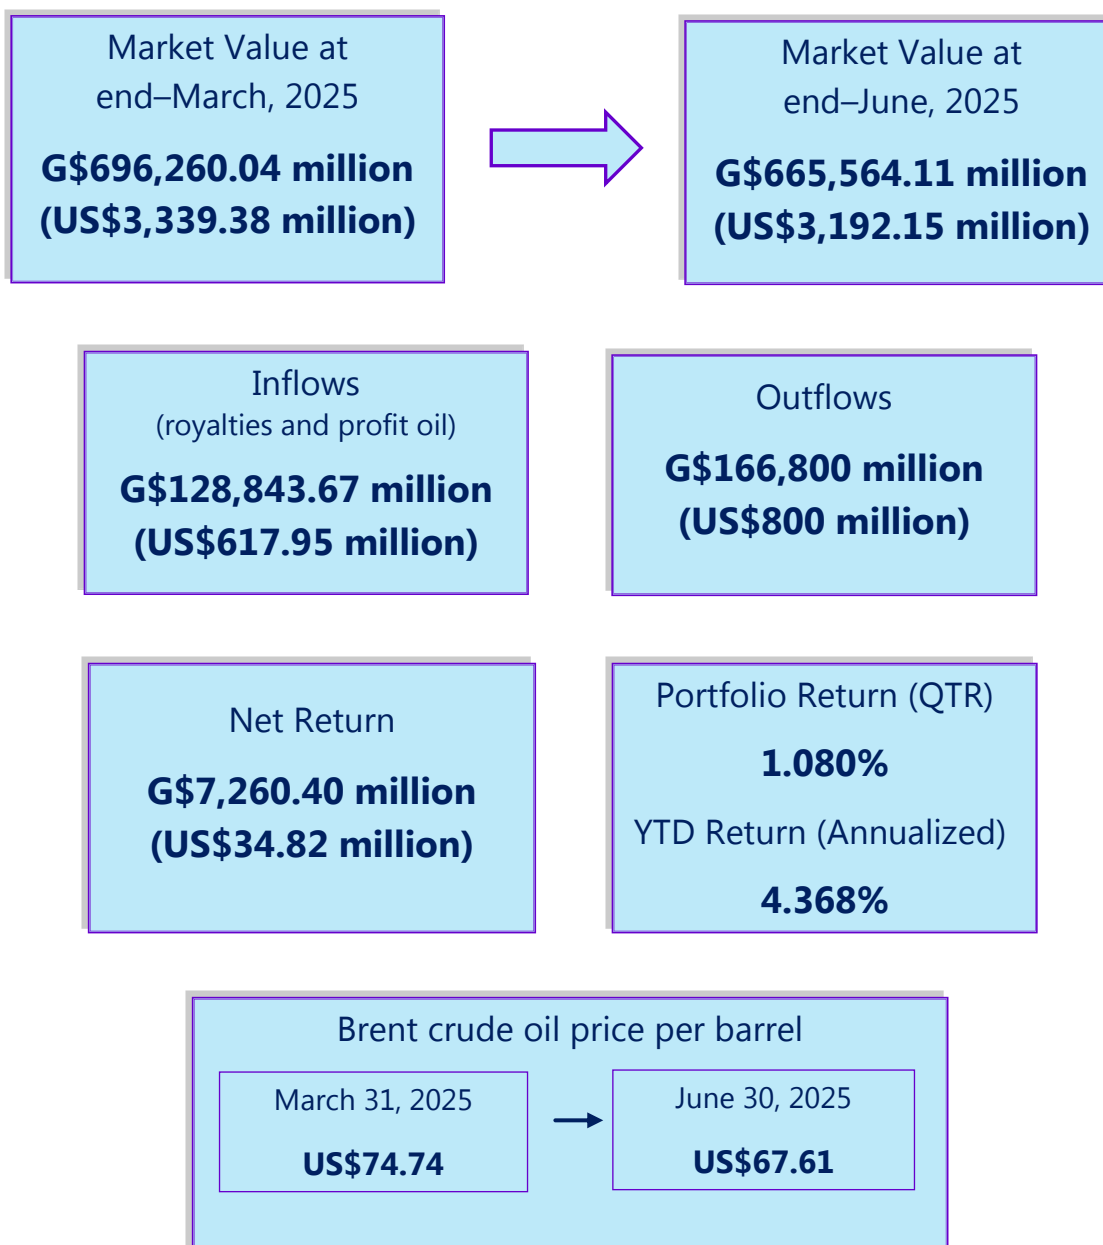 Market Value at
end–March, 2025
G$696,260.04 million
(US$3,339.38 million)
Market Value at
end–June, 2025
G$665,564.11 million
(US$3,192.15 million)
Inflows
(royalties and profit oil)
G$128,843.67 million
(US$617.95 million)
Outflows
G$166,800 million
(US$800 million)
Net Return
G$7,260.40 million
(US$34.82 million)
Portfolio Return (QTR)
1.080%
YTD Return (Annualized)
4.368%
Brent crude oil price per barrel
March 31, 2025
US$74.74
June 30, 2025
US$67.61